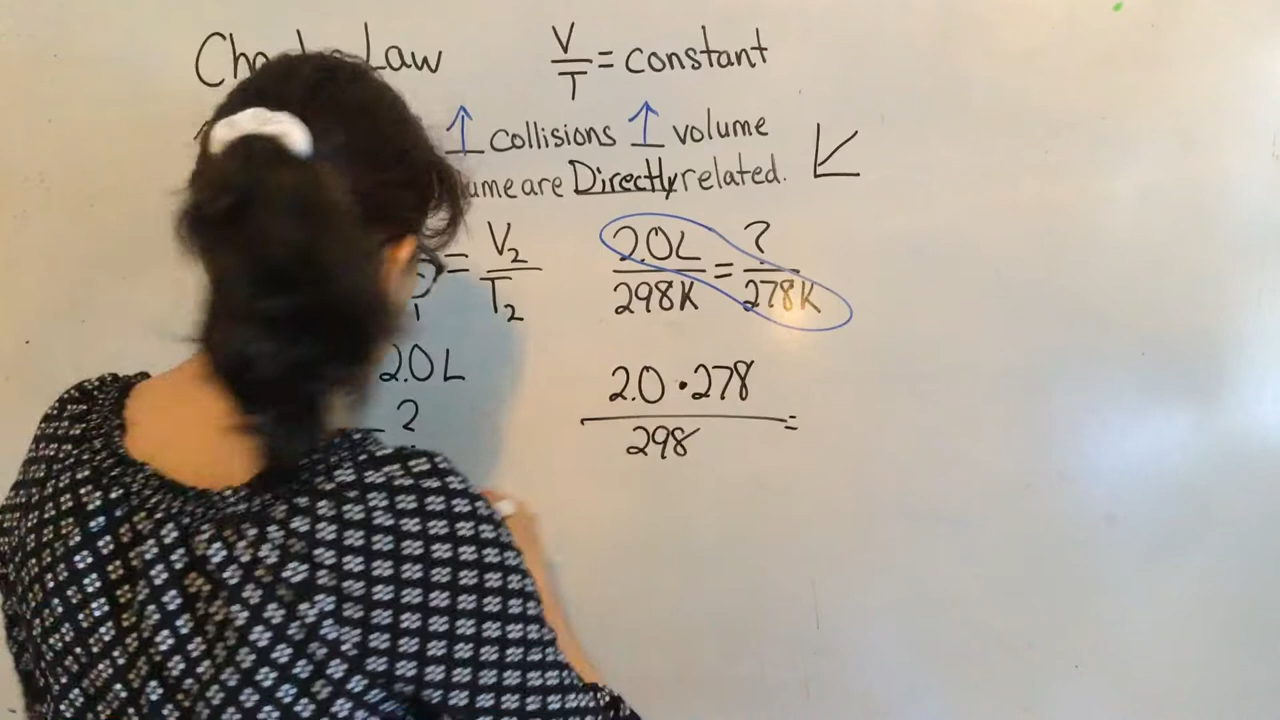 Law
V/T = constant
↑ collisions ↑ volume
are Directly related.
= V₂/T₂
2.0L/298K = ?/278K
2.0L
?
2.0 · 278/298 =